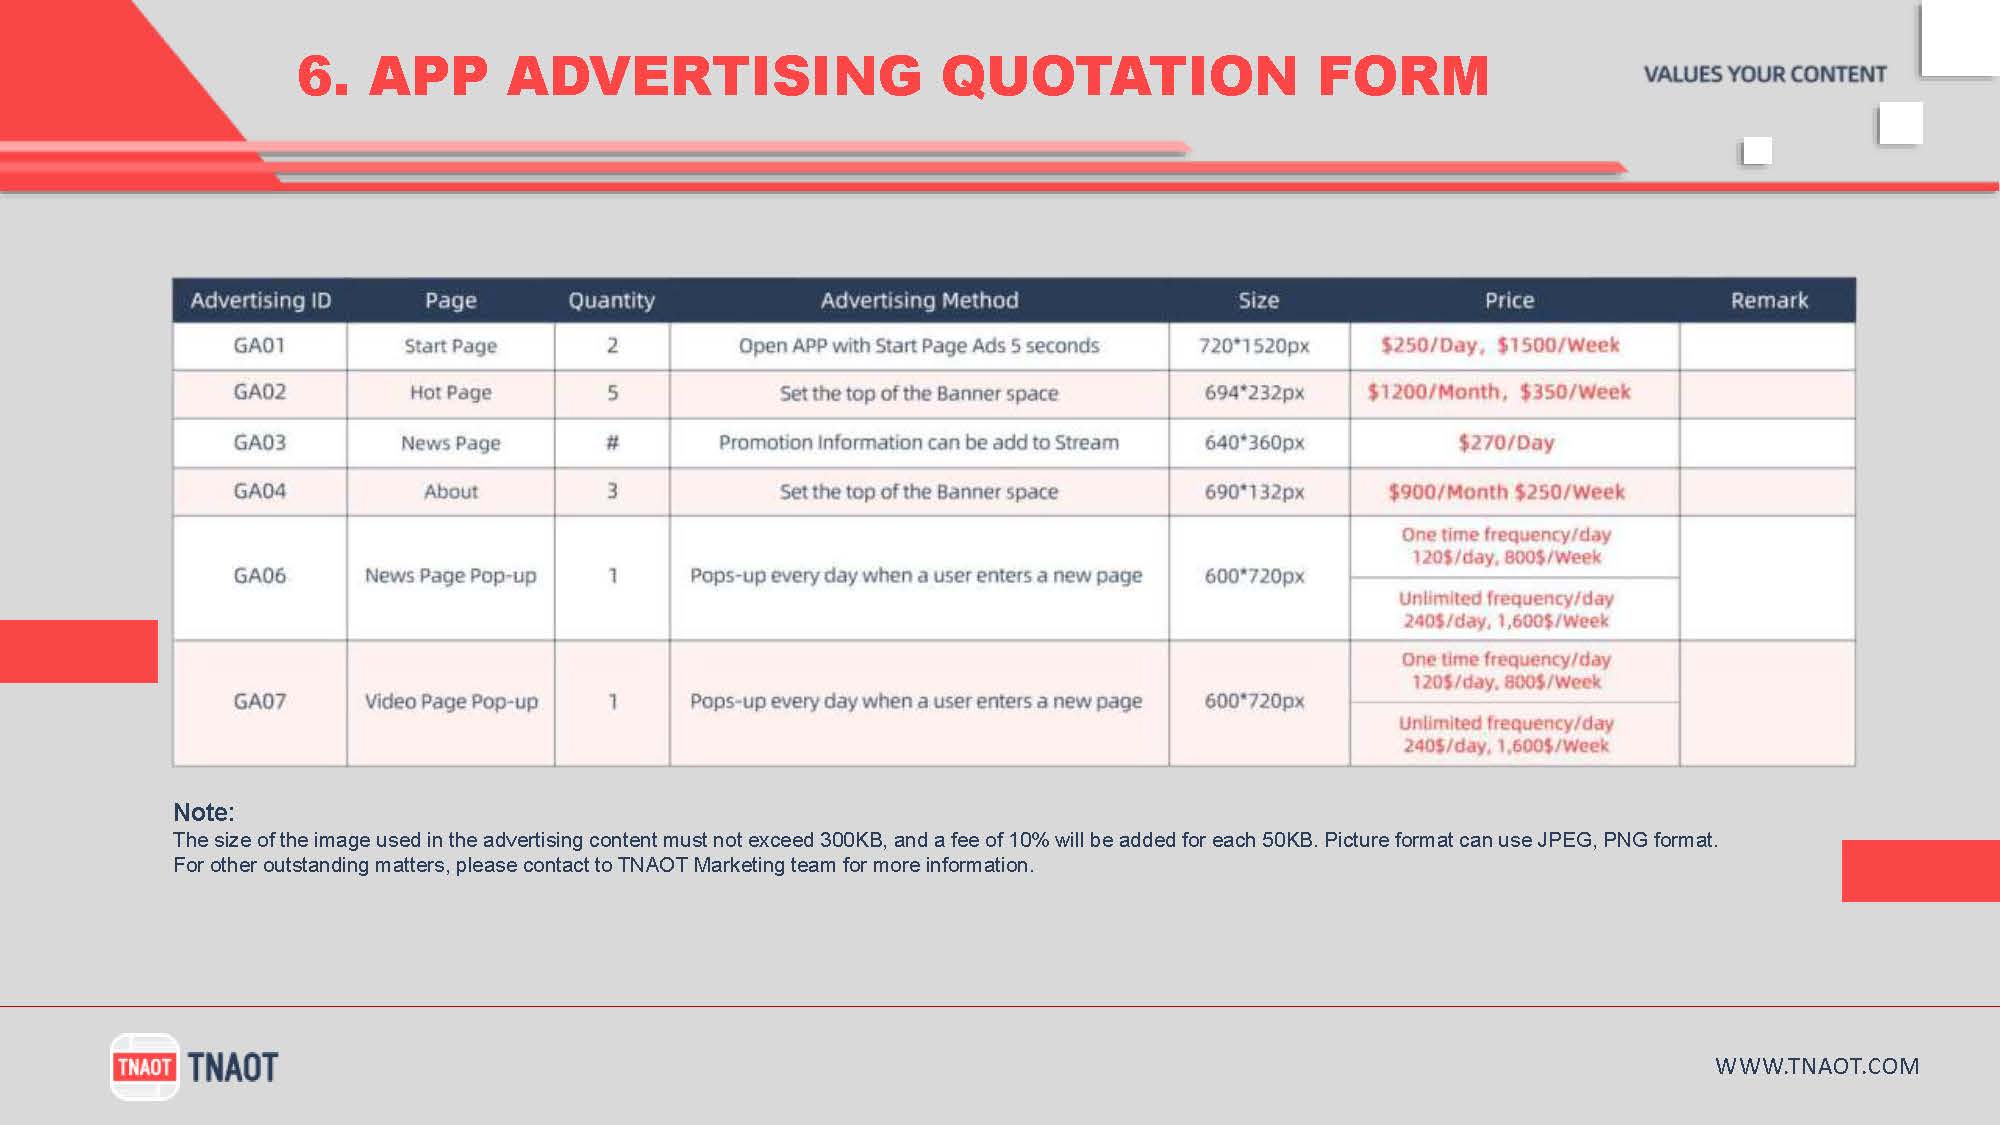 6. APP ADVERTISING QUOTATION FORM
VALUES YOUR CONTENT
Advertising ID Page Quantity Advertising Method Size Price Remark
GA01 Start Page 2 Open APP with Start Page Ads 5 seconds 720*1520px $250/Day, $1500/Week
GA02 Hot Page 5 Set the top of the Banner space 694*232px $1200/Month, $350/Week
GA03 News Page # Promotion Information can be add to Stream 640*360px $270/Day
GA04 About 3 Set the top of the Banner space 690*132px $900/Month $250/Week
GA06 News Page Pop-up 1 Pops-up every day when a user enters a new page 600*720px
One time frequency/day
120$/day, 800$/Week
Unlimited frequency/day
240$/day, 1,600$/Week
GA07 Video Page Pop-up 1 Pops-up every day when a user enters a new page 600*720px
One time frequency/day
120$/day, 800$/Week
Unlimited frequency/day
240$/day, 1,600$/Week
Note:
The size of the image used in the advertising content must not exceed 300KB, and a fee of 10% will be added for each 50KB. Picture format can use JPEG, PNG format.
For other outstanding matters, please contact to TNAOT Marketing team for more information.
TNAOT TNAOT
WWW.TNAOT.COM